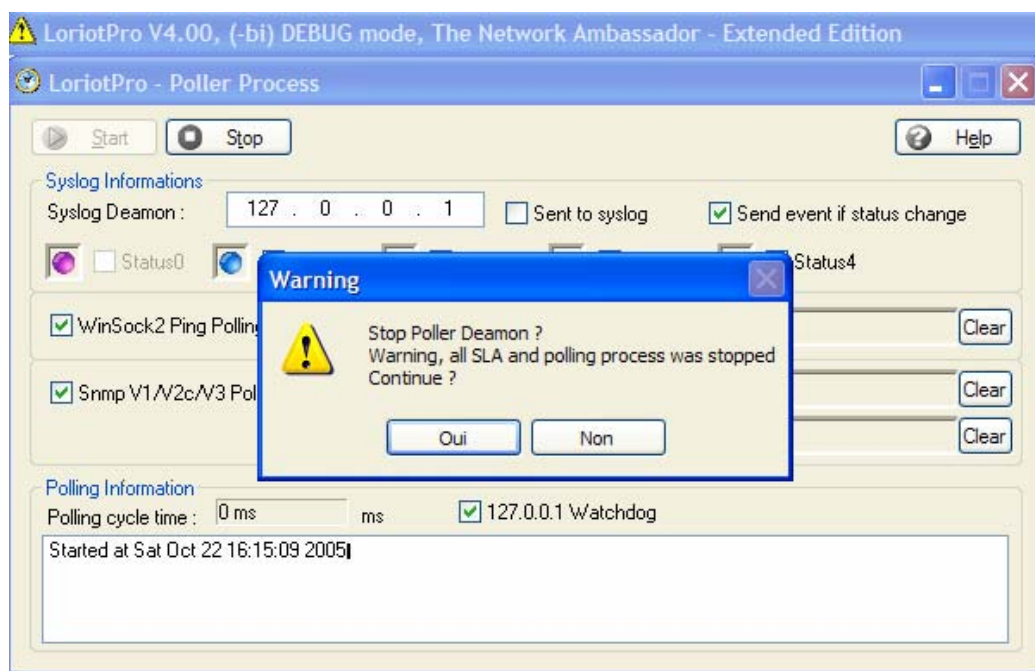 LoriotPro V4.00, (-bi) DEBUG mode, The Network Ambassador - Extended Edition
LoriotPro - Poller Process
Start Stop Help
Syslog Informations
Syslog Deamon : 127 . 0 . 0 . 1 Sent to syslog Send event if status change
Status0 Status4
Warning
WinSock2 Ping Polling Clear
Stop Poller Deamon ?
Warning, all SLA and polling process was stopped
Continue ?
Snmp V1/V2c/V3 Pol Clear
Oui Non Clear
Polling Information
Polling cycle time : 0 ms ms 127.0.0.1 Watchdog
Started at Sat Oct 22 16:15:09 2005